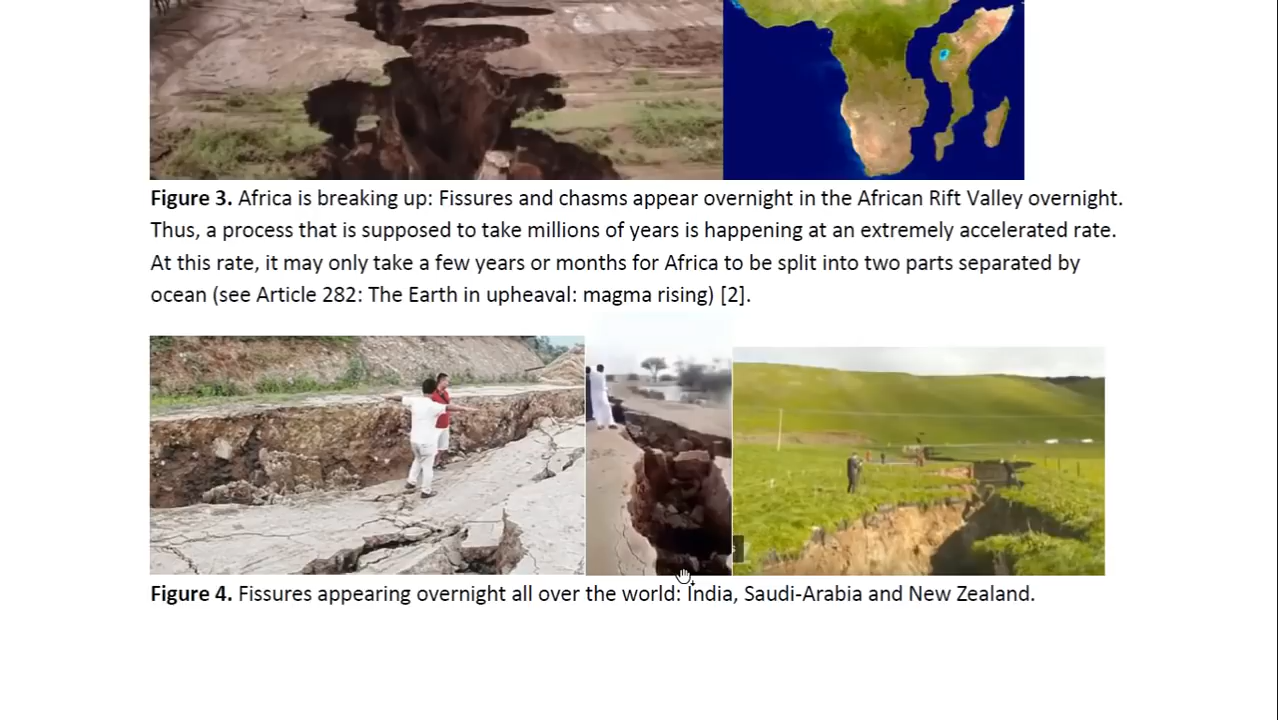 Figure 3. Africa is breaking up: Fissures and chasms appear overnight in the African Rift Valley overnight.
Thus, a process that is supposed to take millions of years is happening at an extremely accelerated rate.
At this rate, it may only take a few years or months for Africa to be split into two parts separated by
ocean (see Article 282: The Earth in upheaval: magma rising) [2].
Figure 4. Fissures appearing overnight all over the world: India, Saudi-Arabia and New Zealand.